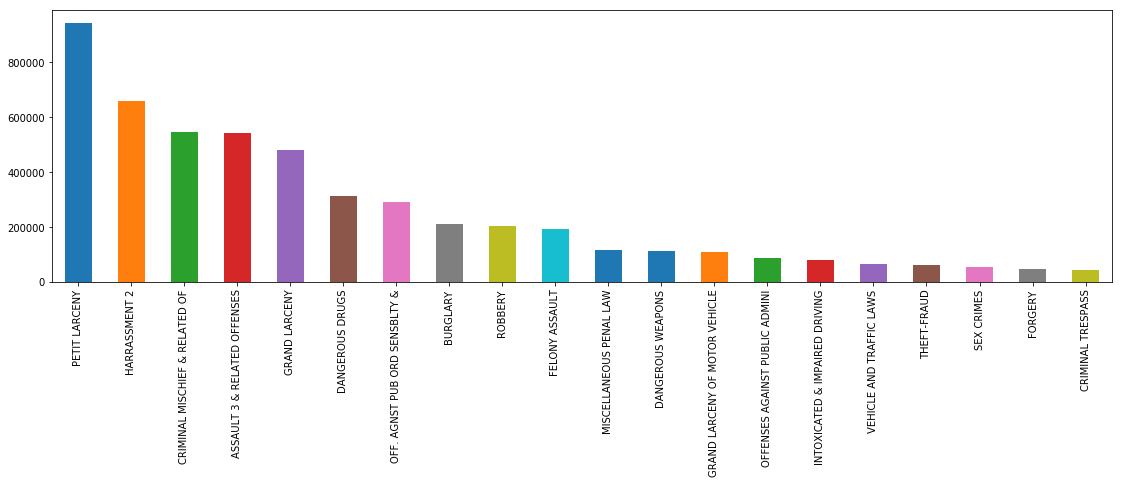 800000
600000
400000
200000
0
PETIT LARCENY
HARRASSMENT 2
CRIMINAL MISCHIEF & RELATED OF
ASSAULT 3 & RELATED OFFENSES
GRAND LARCENY
DANGEROUS DRUGS
OFF. AGNST PUB ORD SENSBLTY &
BURGLARY
ROBBERY
FELONY ASSAULT
MISCELLANEOUS PENAL LAW
DANGEROUS WEAPONS
GRAND LARCENY OF MOTOR VEHICLE
OFFENSES AGAINST PUBLIC ADMINI
INTOXICATED & IMPAIRED DRIVING
VEHICLE AND TRAFFIC LAWS
THEFT-FRAUD
SEX CRIMES
FORGERY
CRIMINAL TRESPASS